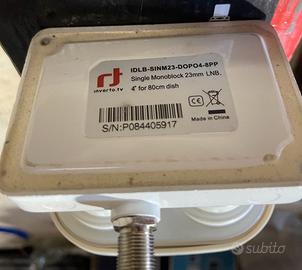 IDLB-SINM23-DOPO4-8PP
Single Monoblock 23mm LNB,
4° for 80cm dish
inverto.tv
CE
Made in China
S/N:P084405917
subito